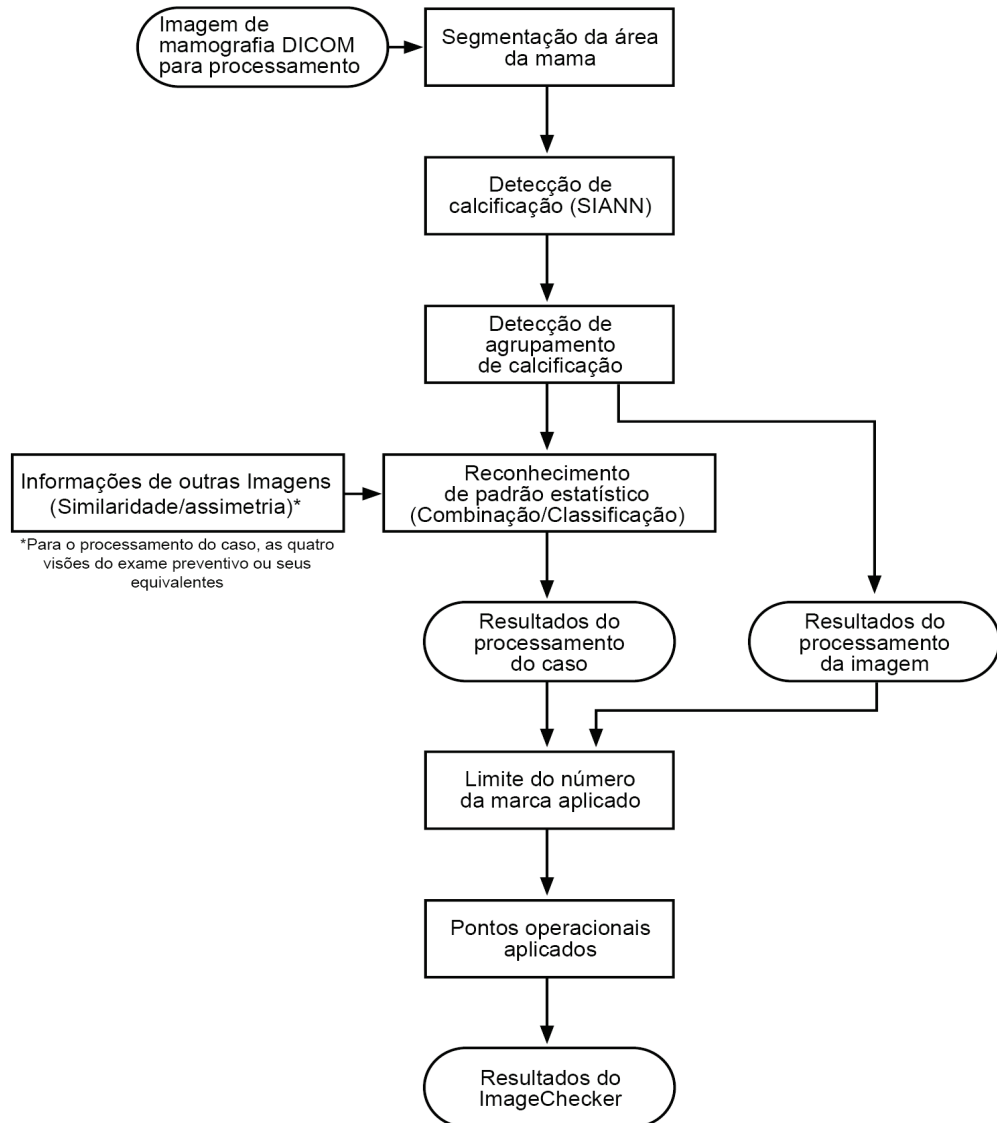 Imagem de
mamografia DICOM
para processamento
Segmentação da área
da mama
Detecção de
calcificação (SIANN)
Detecção de
agrupamento
de calcificação
Informações de outras Imagens
(Similaridade/assimetria)*
*Para o processamento do caso, as quatro
visões do exame preventivo ou seus
equivalentes
Reconhecimento
de padrão estatístico
(Combinação/Classificação)
Resultados do
processamento
do caso
Resultados do
processamento
da imagem
Limite do número
da marca aplicado
Pontos operacionais
aplicados
Resultados do
ImageChecker